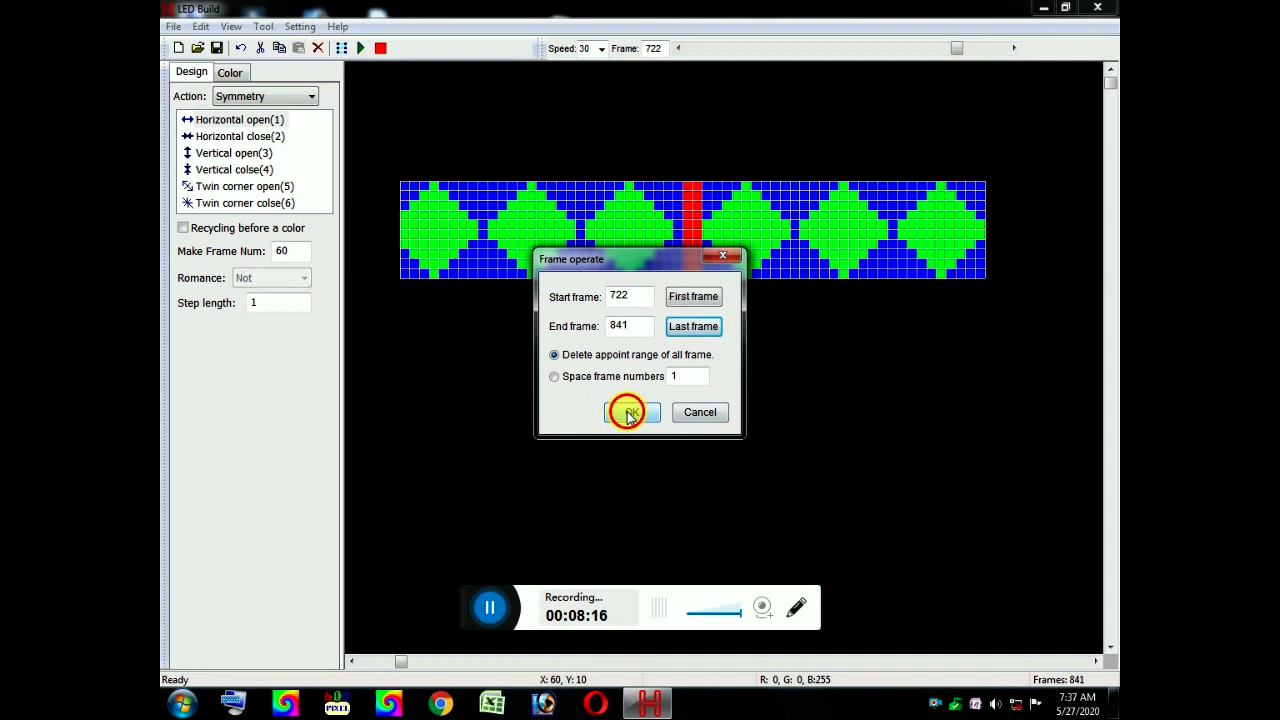 LED Build
File Edit View Tool Setting Help
Speed: 30 Frame: 722
Design Color
Action: Symmetry
Horizontal open(1)
Horizontal close(2)
Vertical open(3)
Vertical colse(4)
Twin corner open(5)
Twin corner colse(6)
Recycling before a color
Make Frame Num: 60
Romance: Not
Step length: 1
Frame operate
Start frame: 722 First frame
End frame: 841 Last frame
Delete appoint range of all frame.
Space frame numbers 1
OK Cancel
Recording...
00:08:16
Ready X: 60, Y: 10 R: 0, G: 0, B:255 Frames: 841
PIXEL
7:37 AM
5/27/2020